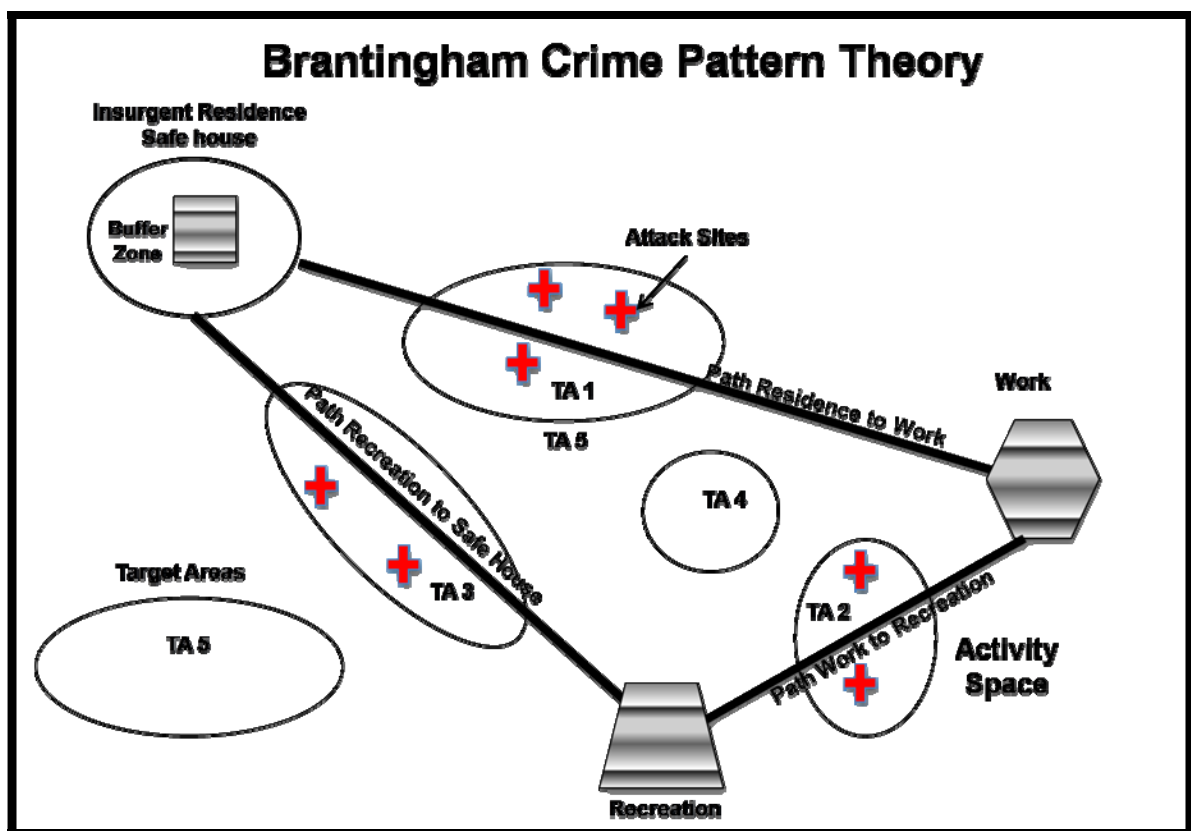 Brantingham Crime Pattern Theory
Insurgent Residence
Safe house
Buffer
Zone
Attack Sites
TA 1
TA 5
Path Residence to Work
Work
Path Recreation to Safe House
TA 4
Target Areas
TA 3
TA 2
Path Work to Recreation
TA 5
Activity
Space
Recreation